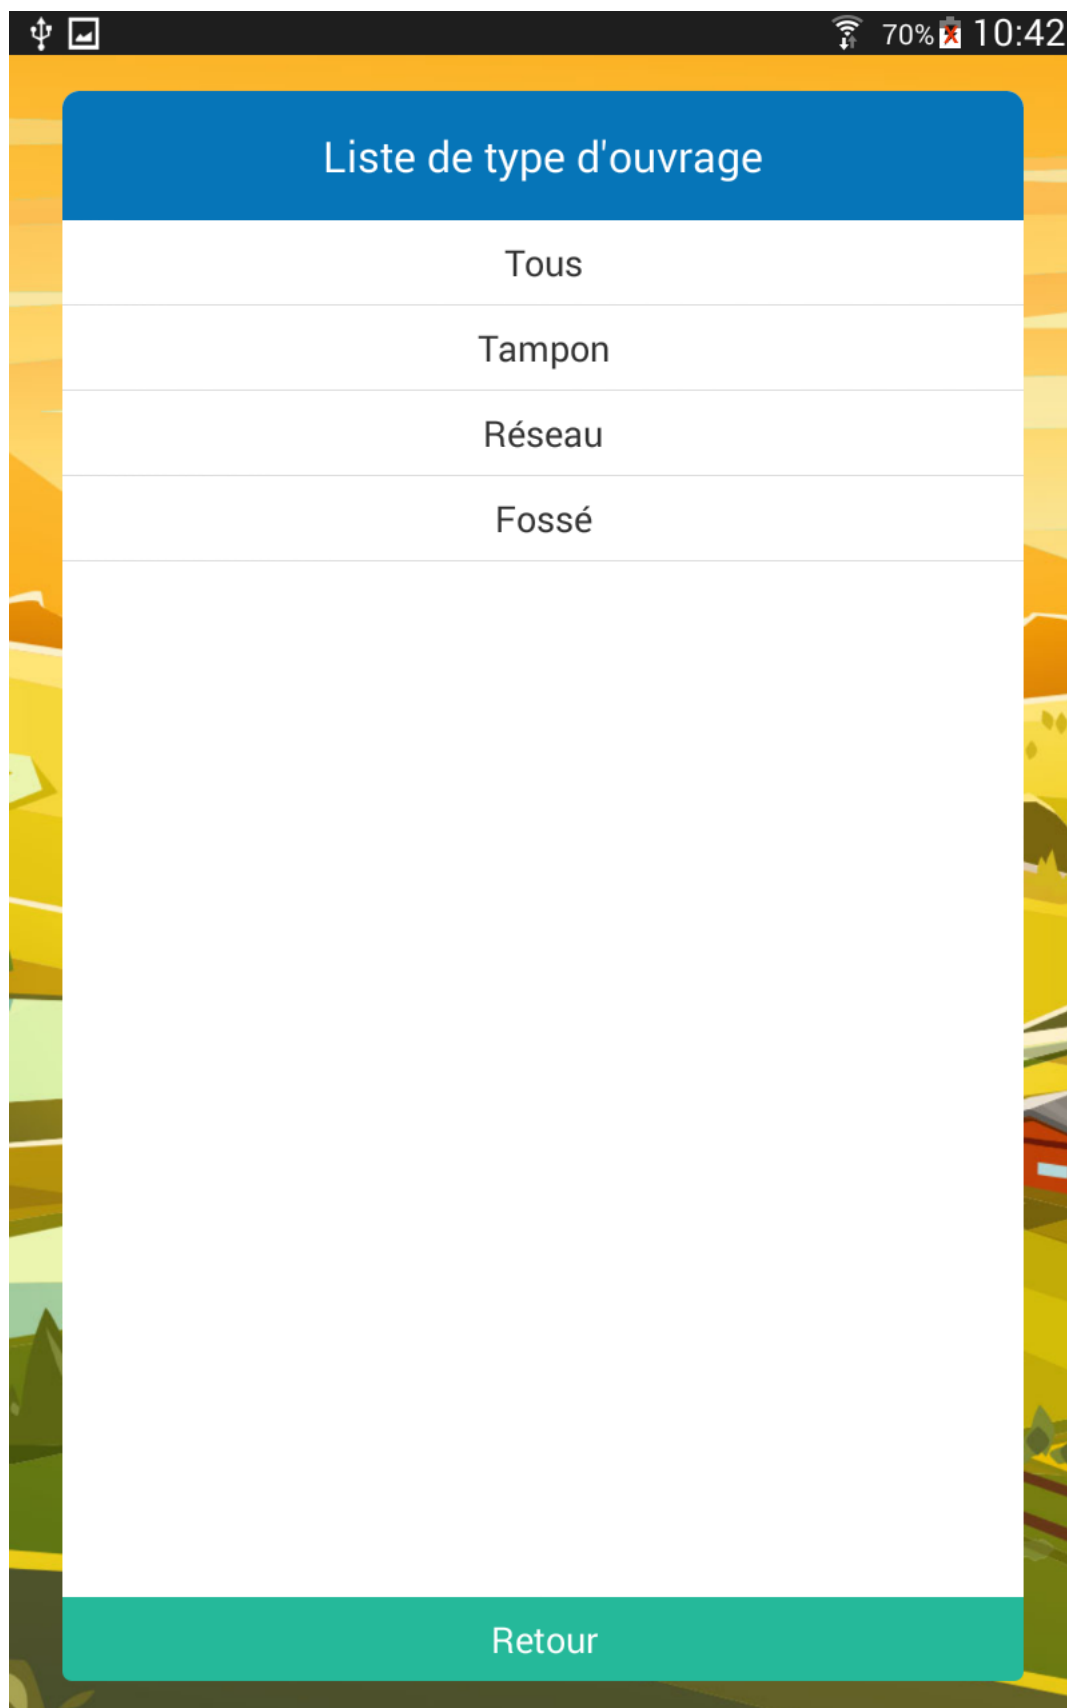 70% 10:42
Liste de type d'ouvrage
Tous
Tampon
Réseau
Fossé
Retour